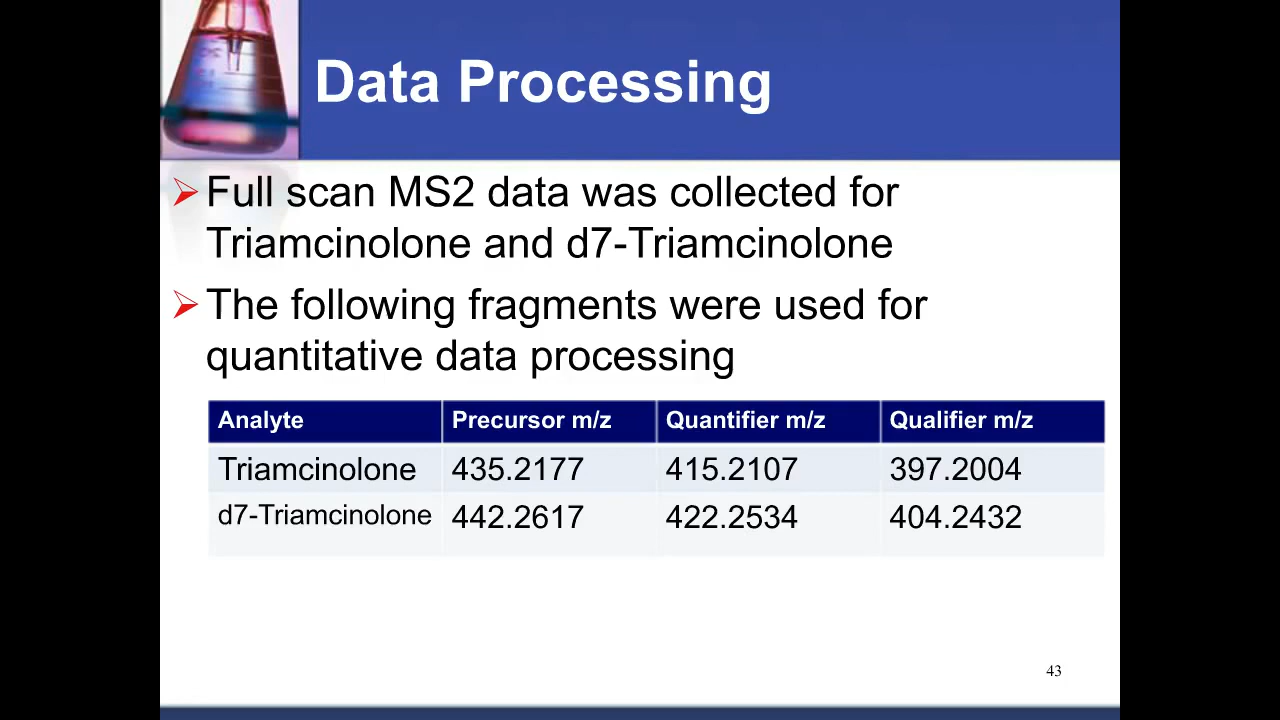 Data Processing
Full scan MS2 data was collected for
Triamcinolone and d7-Triamcinolone
The following fragments were used for
quantitative data processing
Analyte Precursor m/z Quantifier m/z Qualifier m/z
Triamcinolone 435.2177 415.2107 397.2004
d7-Triamcinolone 442.2617 422.2534 404.2432
43